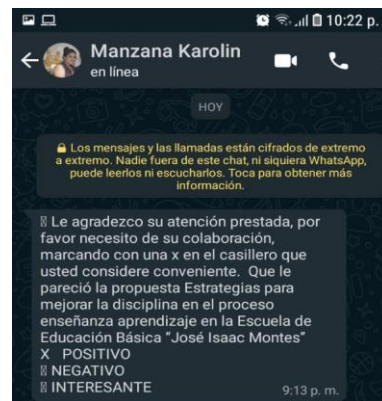 10:22 p.
Manzana Karolin
en línea
HOY
Los mensajes y las llamadas están cifrados de extremo
a extremo. Nadie fuera de este chat, ni siquiera WhatsApp,
puede leerlos ni escucharlos. Toca para obtener más
información.
Le agradezco su atención prestada, por
favor necesito de su colaboración,
marcando con una x en el casillero que
usted considere conveniente. Que le
pareció la propuesta Estrategias para
mejorar la disciplina en el proceso
enseñanza aprendizaje en la Escuela de
Educación Básica "José Isaac Montes"
X POSITIVO
NEGATIVO
INTERESANTE
9:13 p. m.